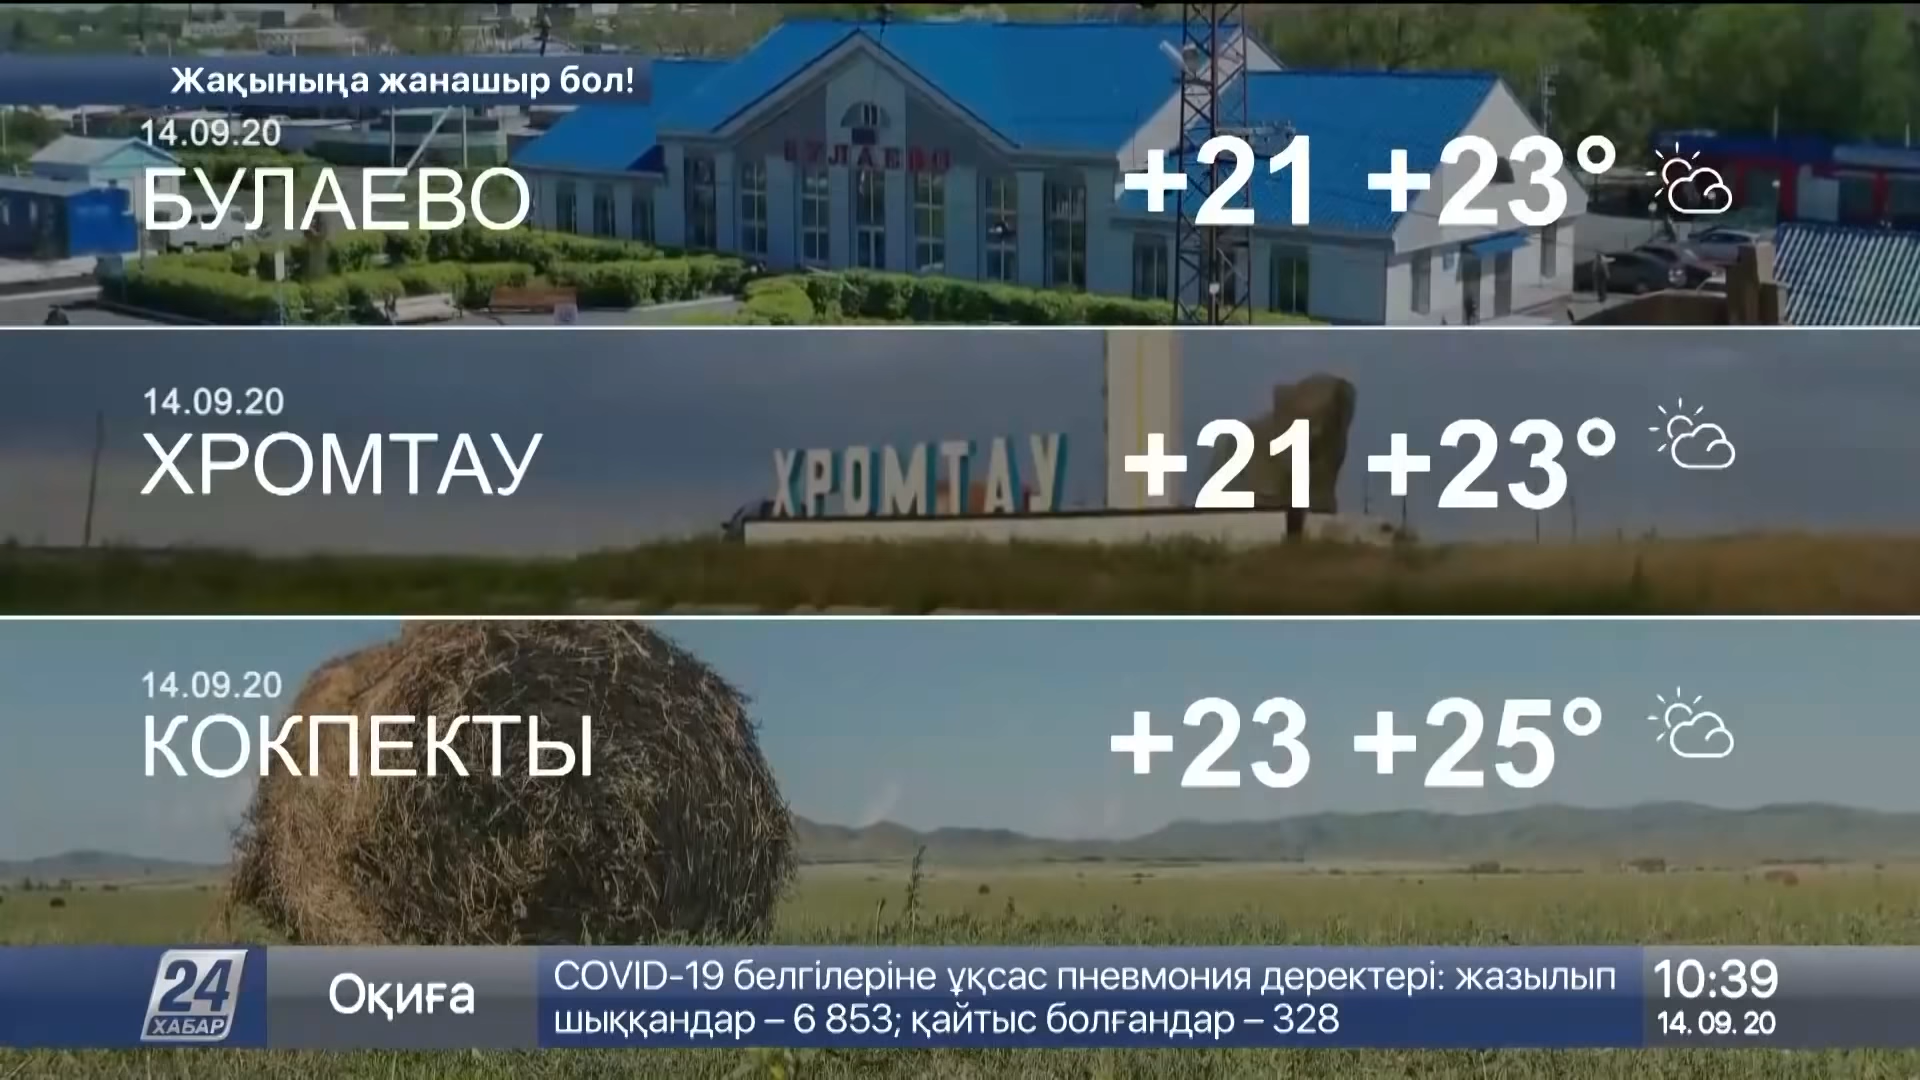 Жақыныңа жанашыр бол!
14.09.20
БУЛАЕВО
+21 +23°
БУЛАЕВО
14.09.20
ХРОМТАУ
+21 +23°
ХРОМТАУ
14.09.20
КОКПЕКТЫ
+23 +25°
24
ХАБАР
Оқиға
COVID-19 белгілеріне ұқсас пневмония деректері: жазылып
шыққандар – 6 853; қайтыс болғандар – 328
10:39
14. 09. 20